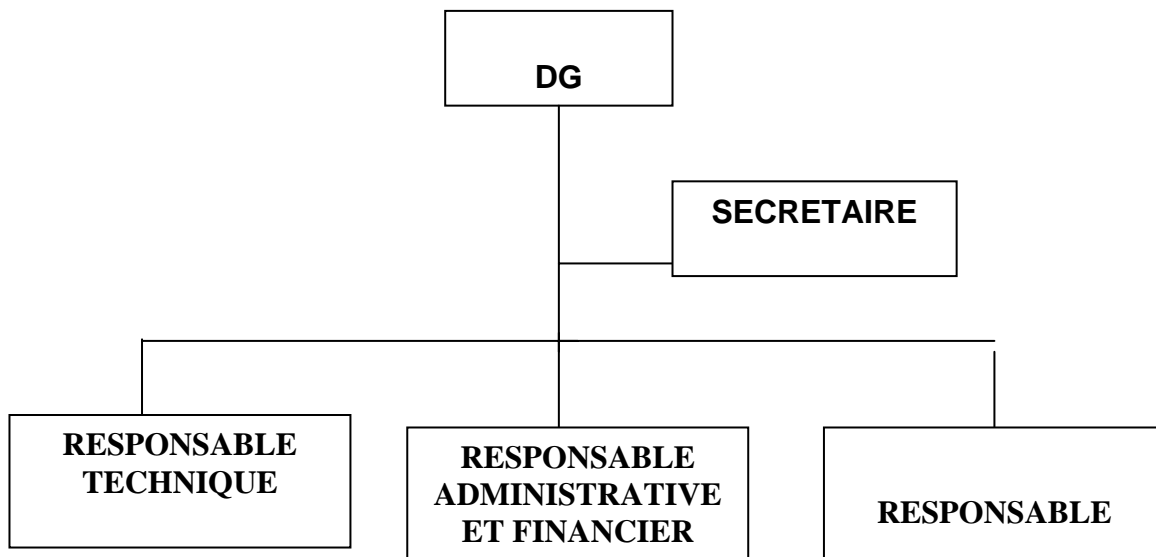 DG
SECRETAIRE
RESPONSABLE
TECHNIQUE
RESPONSABLE
ADMINISTRATIVE
ET FINANCIER
RESPONSABLE